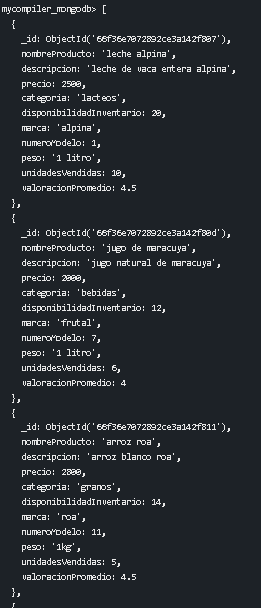 mycompiler_mongodb> [
  {
    _id: ObjectId('66f36e7072892ce3a142f807'),
    nombreProducto: 'leche alpina',
    descripcion: 'leche de vaca entera alpina',
    precio: 2500,
    categoria: 'lacteos',
    disponibilidadInventario: 20,
    marca: 'alpina',
    numeroModelo: 1,
    peso: '1 litro',
    unidadesVendidas: 10,
    valoracionPromedio: 4.5
  },
  {
    _id: ObjectId('66f36e7072892ce3a142f80d'),
    nombreProducto: 'jugo de maracuya',
    descripcion: 'jugo natural de maracuya',
    precio: 2000,
    categoria: 'bebidas',
    disponibilidadInventario: 12,
    marca: 'frutal',
    numeroModelo: 7,
    peso: '1 litro',
    unidadesVendidas: 6,
    valoracionPromedio: 4
  },
  {
    _id: ObjectId('66f36e7072892ce3a142f811'),
    nombreProducto: 'arroz roa',
    descripcion: 'arroz blanco roa',
    precio: 2800,
    categoria: 'granos',
    disponibilidadInventario: 14,
    marca: 'roa',
    numeroModelo: 11,
    peso: '1kg',
    unidadesVendidas: 5,
    valoracionPromedio: 4.5
  },
  {